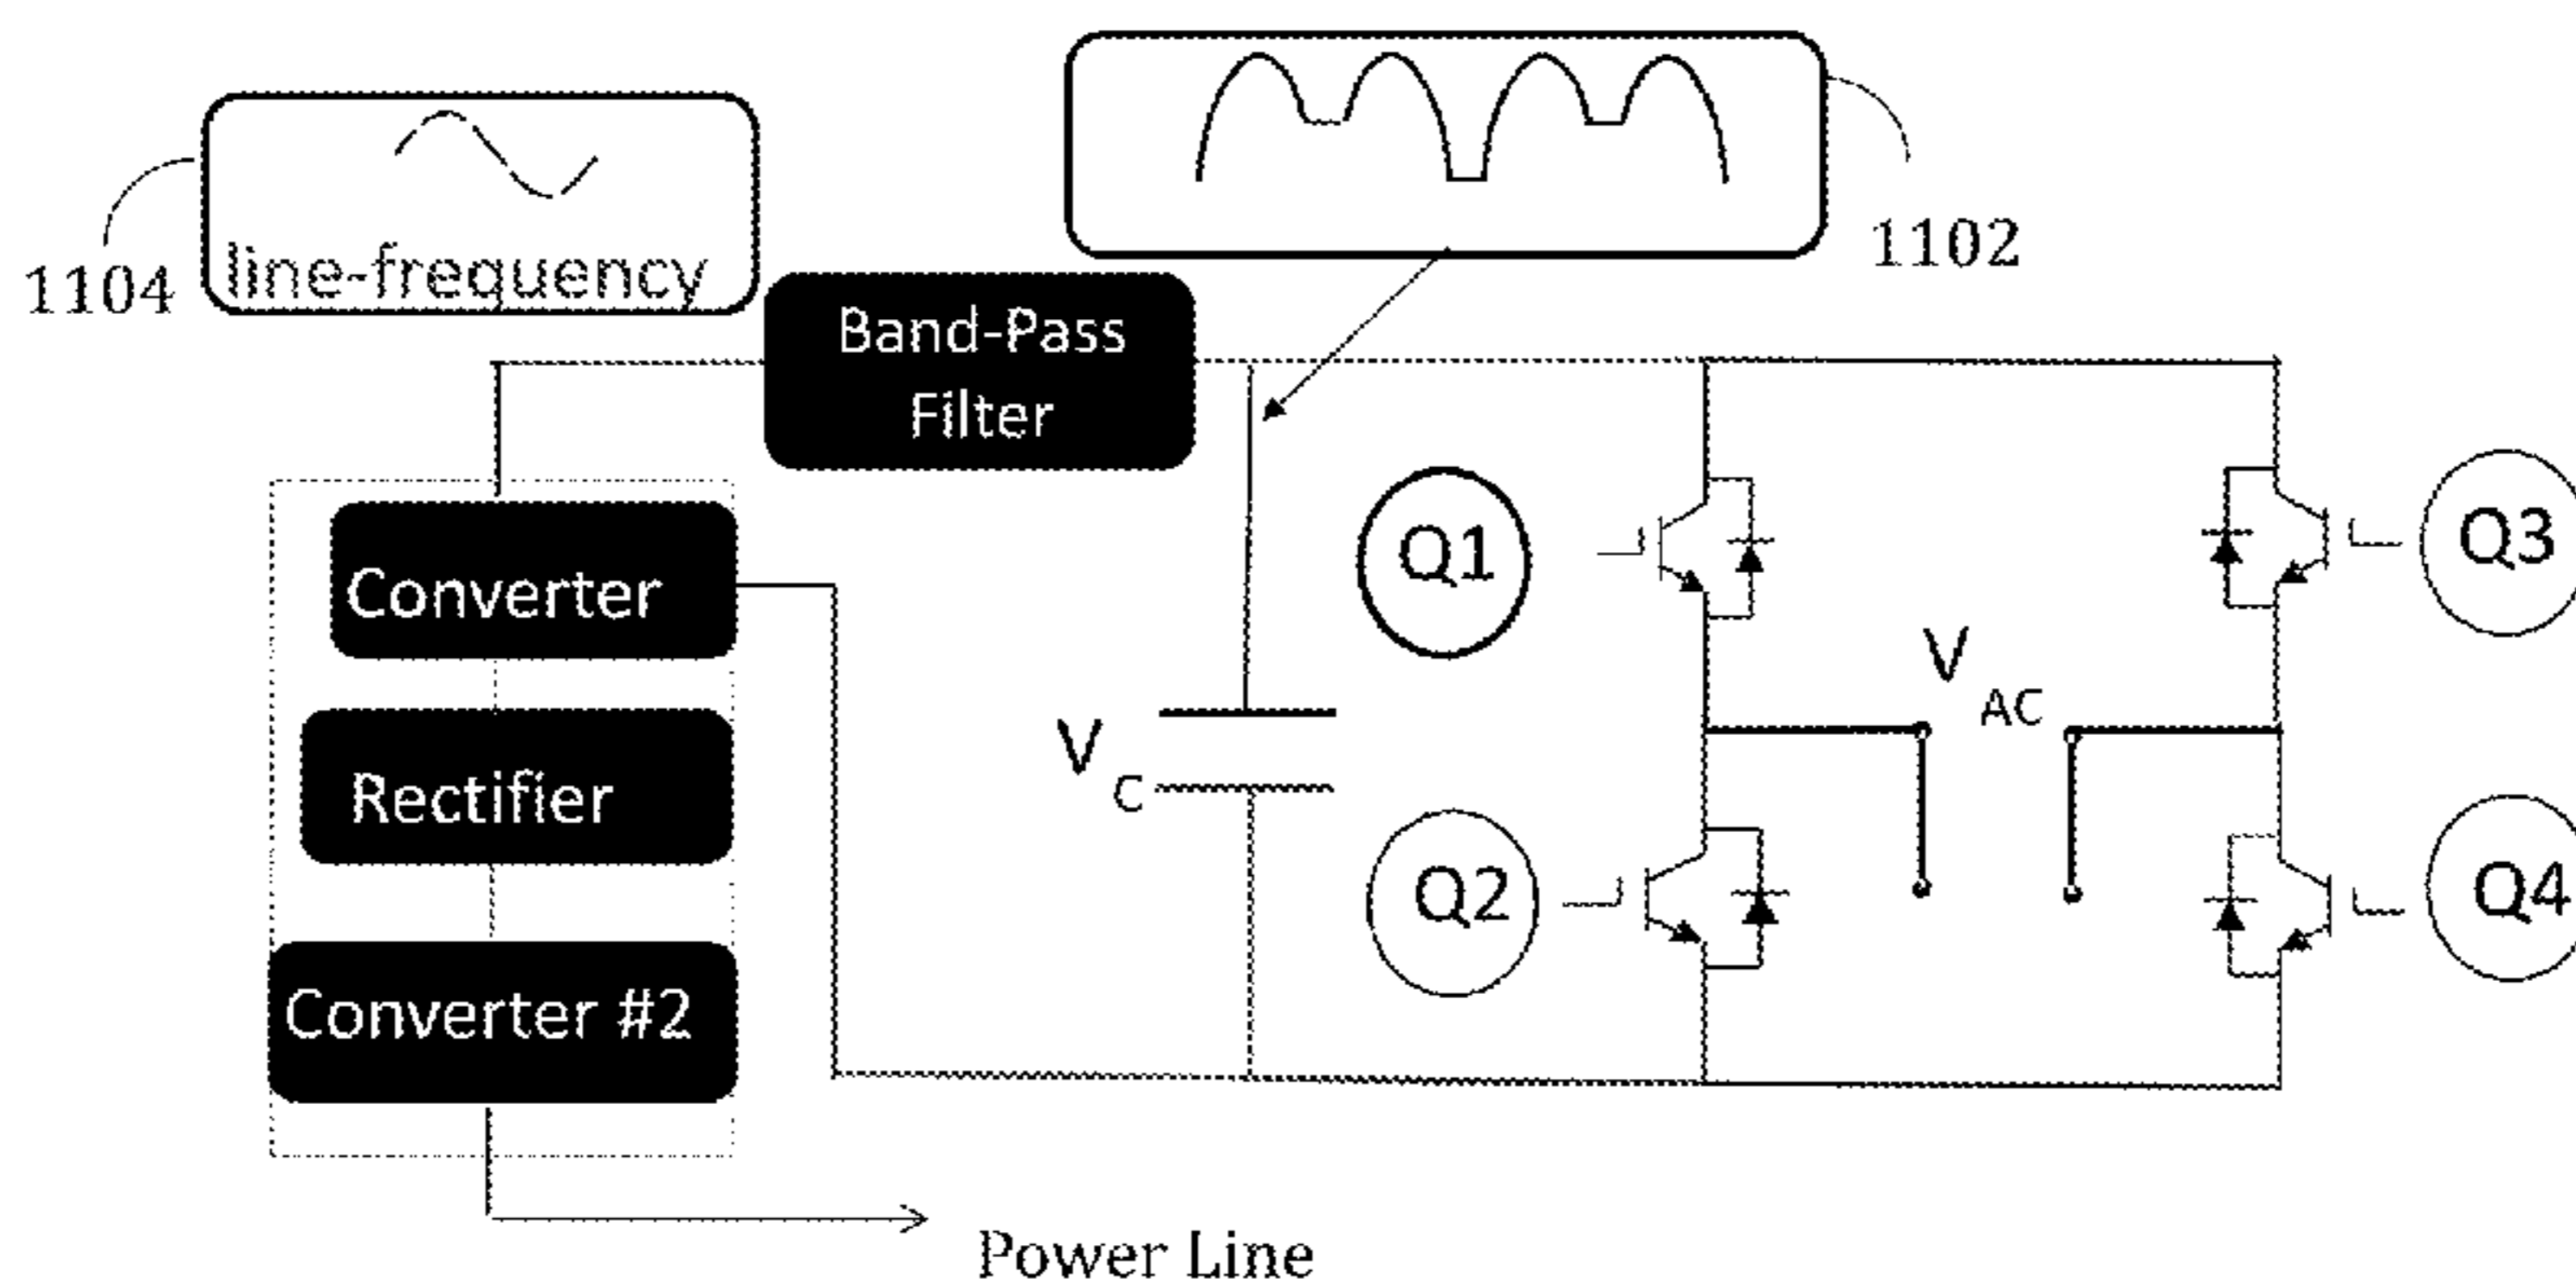 1104
line-frequency
1102
Band-Pass
Filter
Converter
Rectifier
Converter #2
Q1
Q3
V
AC
V
C
Q2
Q4
Power Line